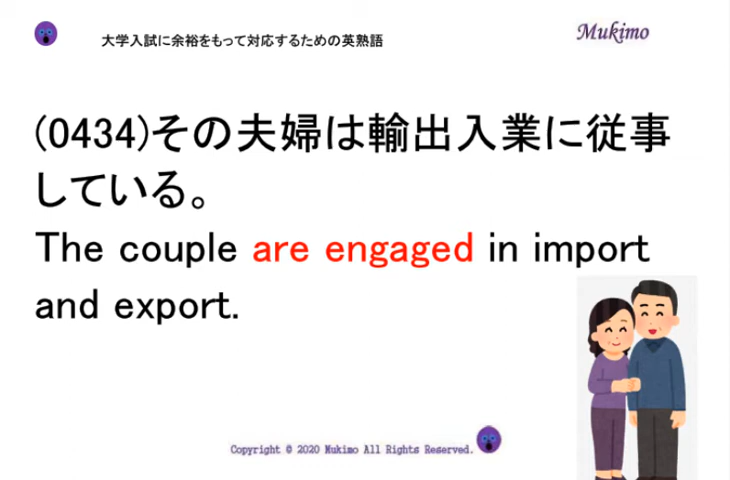 大学入試に余裕をもって対応するための英熟語
Mukimo
(0434)その夫婦は輸出入業に従事
している。
The couple are engaged in import
and export.
Copyright © 2020 Mukimo All Rights Reserved.